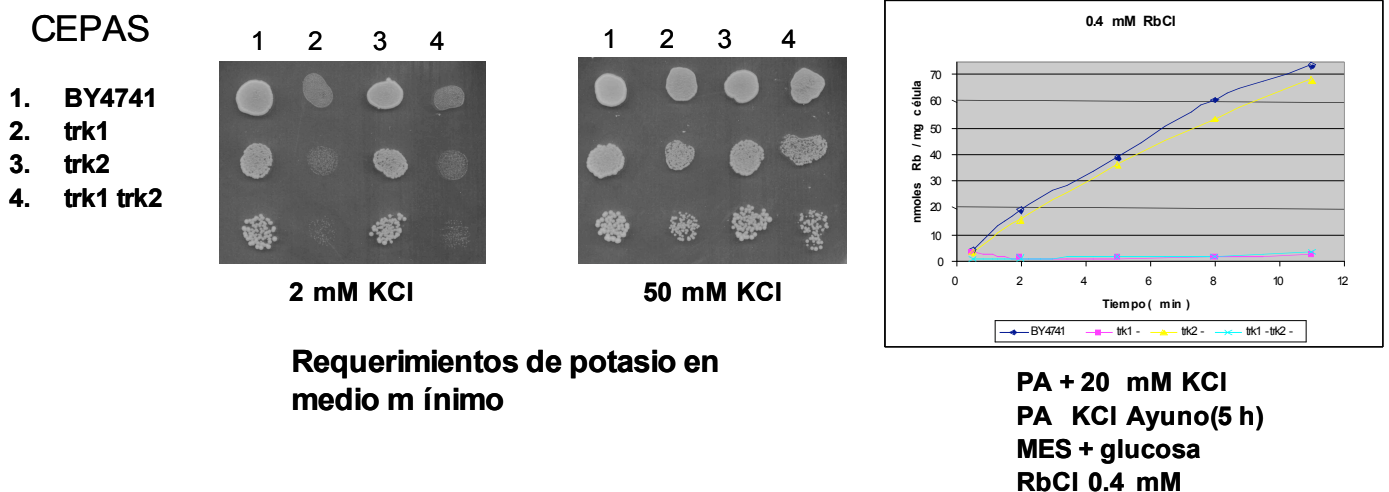 CEPAS
1. BY4741
2. trk1
3. trk2
4. trk1 trk2
1 2 3 4
2 mM KCl
1 2 3 4
50 mM KCl
Requerimientos de potasio en
medio m ínimo
0.4 mM RbCl
nmoles Rb / mg célula
70
60
50
40
30
20
10
0
0 2 4 6 8 10 12
Tiempo ( min )
BY4741 trk1 - trk2 - trk1 -trk2 -
PA + 20 mM KCl
PA KCl Ayuno(5 h)
MES + glucosa
RbCl 0.4 mM